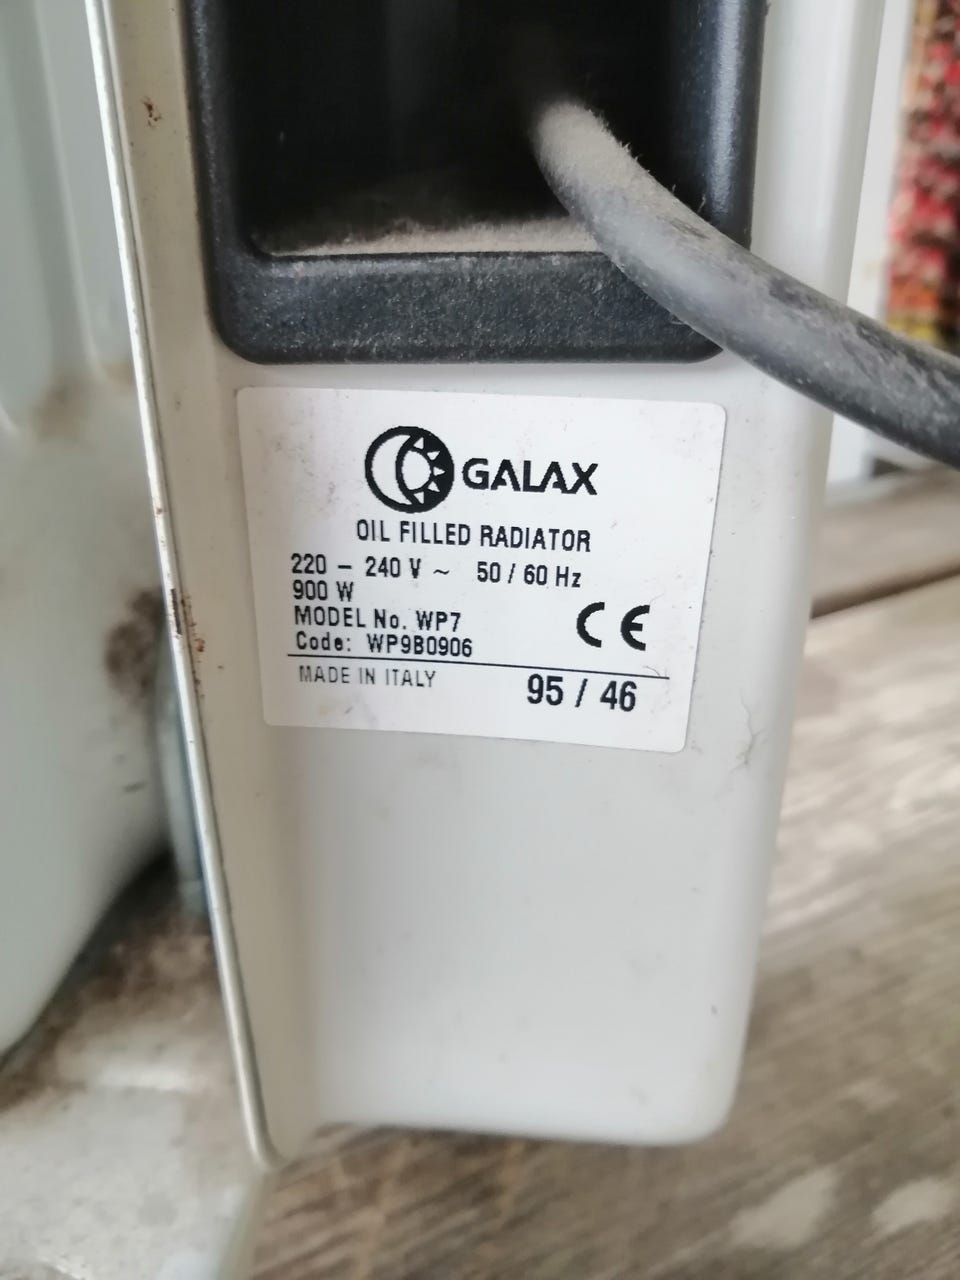 GALAX
OIL FILLED RADIATOR
220 – 240 V ~ 50 / 60 Hz
900 W
MODEL No. WP7
Code: WP9B0906
CE
MADE IN ITALY 95 / 46